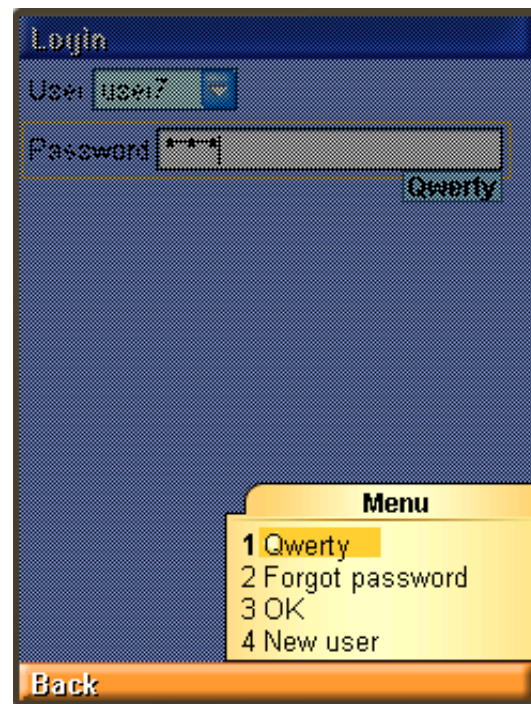 Login
User user7
Password *-*-*
Qwerty
Menu
1 Qwerty
2 Forgot password
3 OK
4 New user
Back